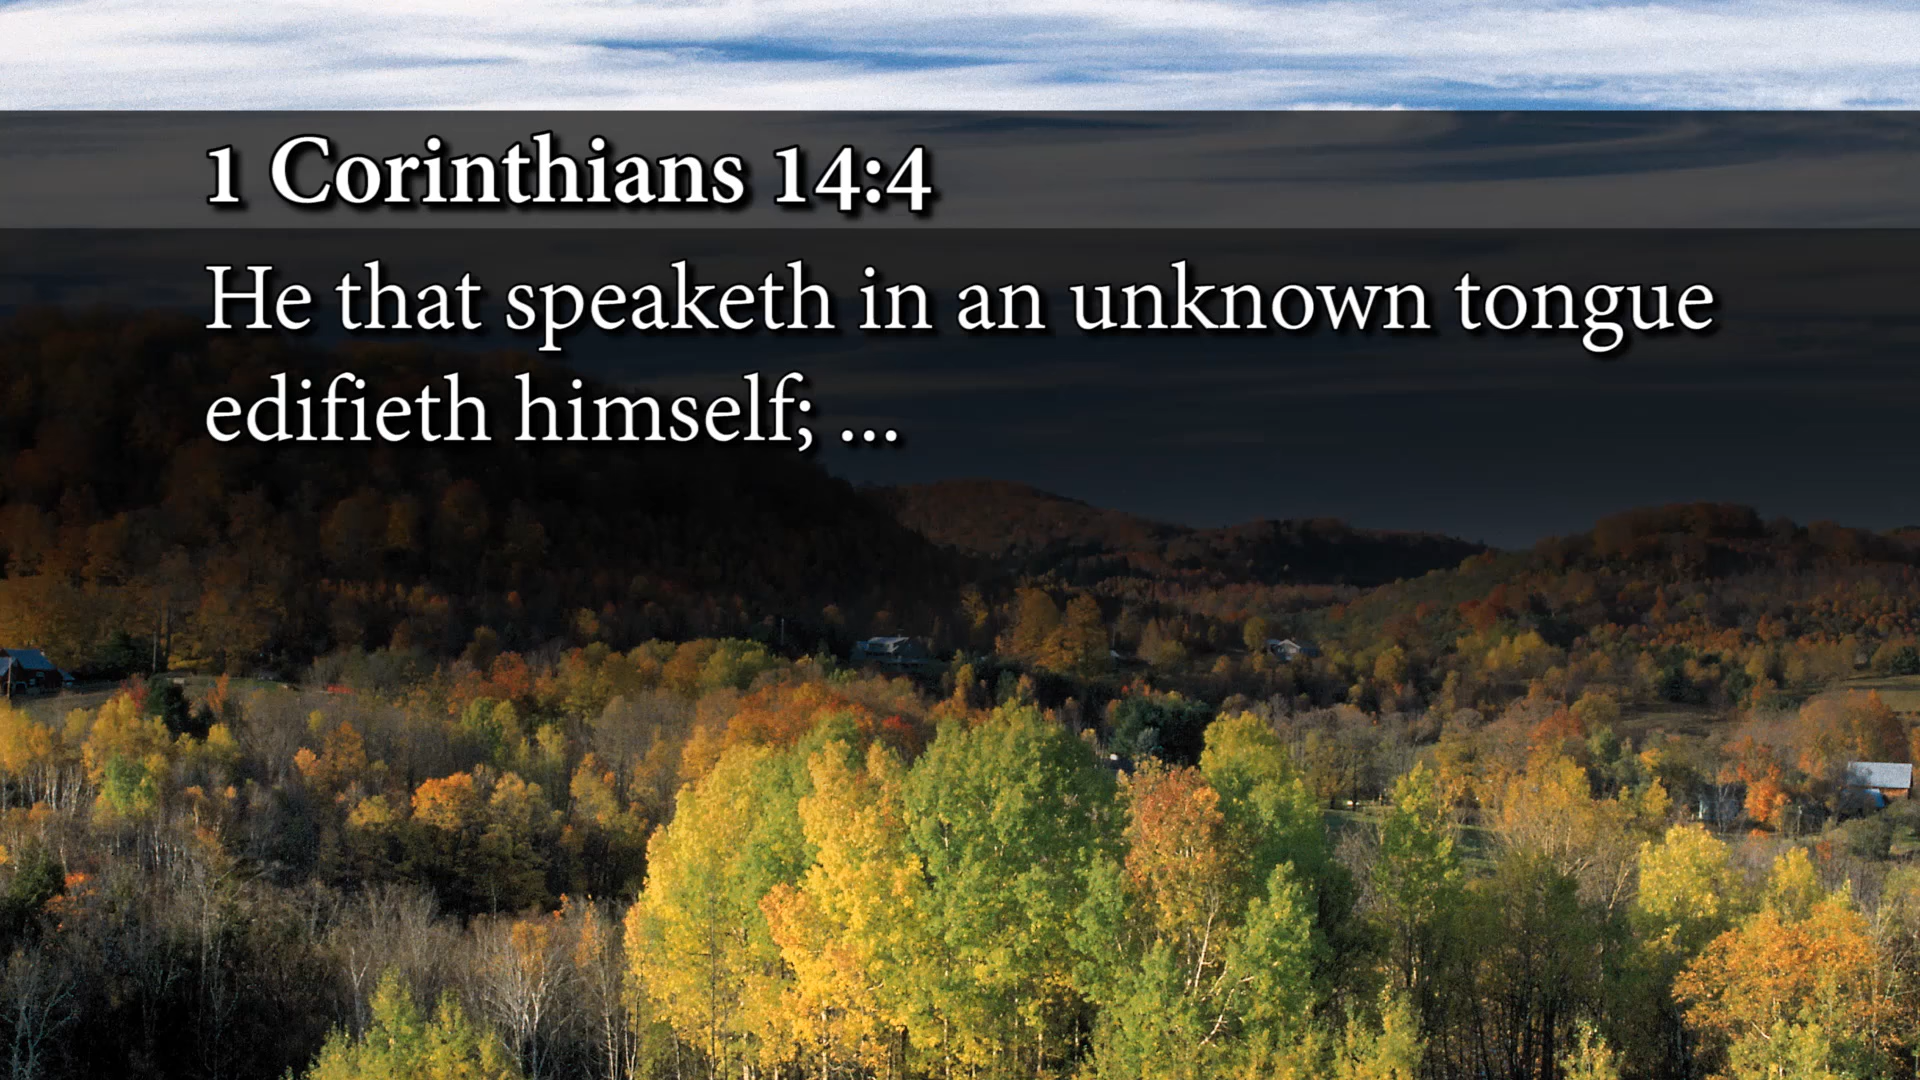 1 Corinthians 14:4
He that speaketh in an unknown tongue
edifieth himself; ...